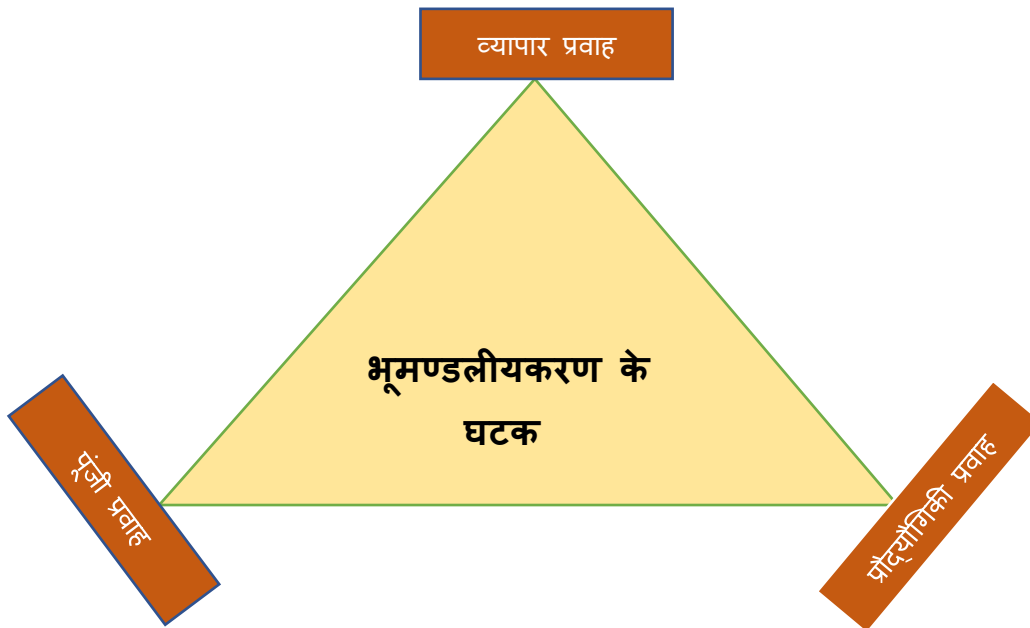 व्यापार प्रवाह
भूमण्डलीयकरण के
घटक
पूंजी प्रवाह
प्रौद्यौगिकी प्रवाह